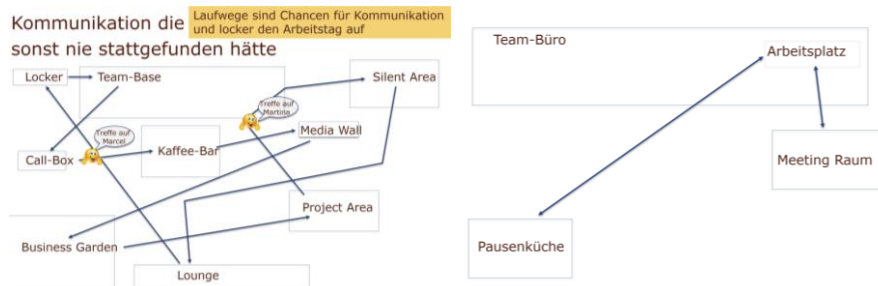 Kommunikation die
sonst nie stattgefunden hätte
Laufwege sind Chancen für Kommunikation
und locker den Arbeitstag auf
Locker
Team-Base
Silent Area
Treffe auf
Martina
Treffe auf
Marcel
Call-Box
Kaffee-Bar
Media Wall
Project Area
Business Garden
Lounge
Team-Büro
Arbeitsplatz
Meeting Raum
Pausenküche